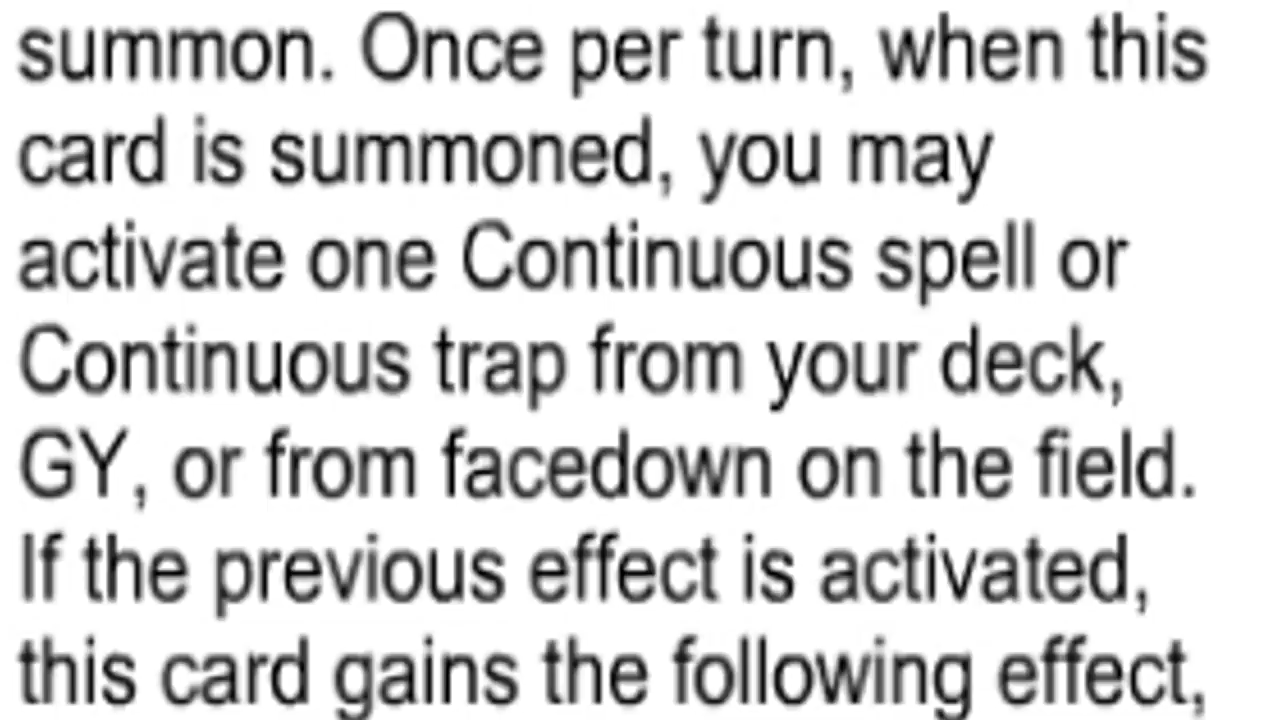 summon. Once per turn, when this
card is summoned, you may
activate one Continuous spell or
Continuous trap from your deck,
GY, or from facedown on the field.
If the previous effect is activated,
this card gains the following effect,